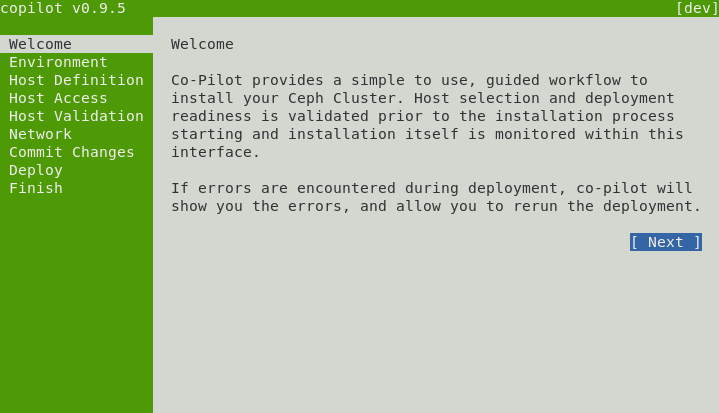 copilot v0.9.5 [dev]
Welcome
Environment
Host Definition
Host Access
Host Validation
Network
Commit Changes
Deploy
Finish
Welcome
Co-Pilot provides a simple to use, guided workflow to
install your Ceph Cluster. Host selection and deployment
readiness is validated prior to the installation process
starting and installation itself is monitored within this
interface.
If errors are encountered during deployment, co-pilot will
show you the errors, and allow you to rerun the deployment.
[ Next ]